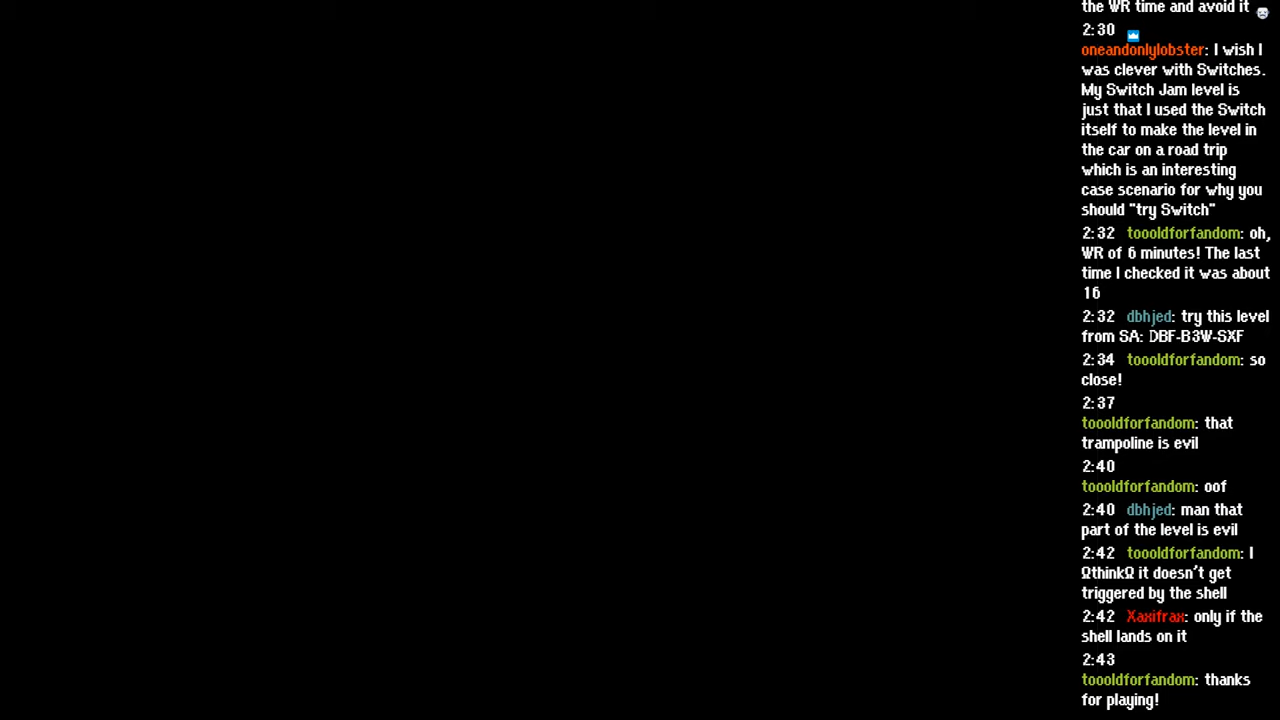 the WR time and avoid it
2:30
oneandonlylobster: I wish I
was clever with Switches.
My Switch Jam level is
just that I used the Switch
itself to make the level in
the car on a road trip
which is an interesting
case scenario for why you
should "try Switch"
2:32 toooldforfandom: oh,
WR of 6 minutes! The last
time I checked it was about
16
2:32 dbhjed: try this level
from SA: DBF-B3W-SXF
2:34 toooldforfandom: so
close!
2:37
toooldforfandom: that
trampoline is evil
2:40
toooldforfandom: oof
2:40 dbhjed: man that
part of the level is evil
2:42 toooldforfandom: I
ΩthinkΩ it doesn't get
triggered by the shell
2:42 Xaxifrax: only if the
shell lands on it
2:43
toooldforfandom: thanks
for playing!